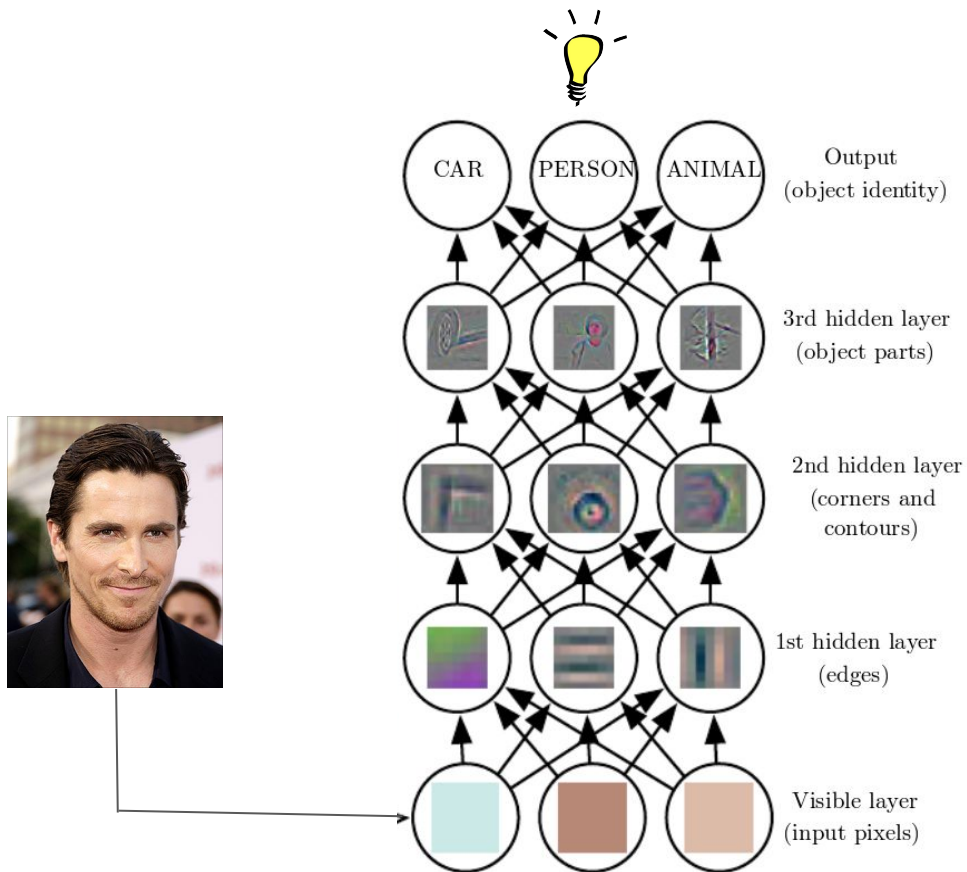 CAR
PERSON
ANIMAL
Output
(object identity)
3rd hidden layer
(object parts)
2nd hidden layer
(corners and
contours)
1st hidden layer
(edges)
Visible layer
(input pixels)